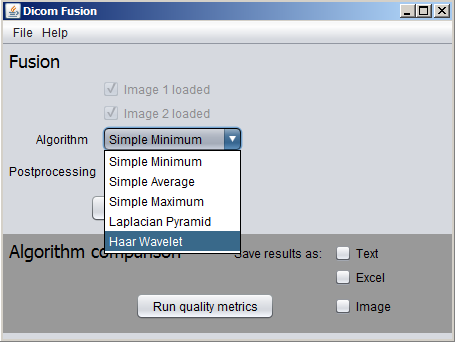 Dicom Fusion
File Help
Fusion
Image 1 loaded
Image 2 loaded
Algorithm Simple Minimum
Simple Minimum
Postprocessing
Simple Average
Simple Maximum
Laplacian Pyramid
Haar Wavelet
Algorithm comparison Save results as: Text
Excel
Run quality metrics Image